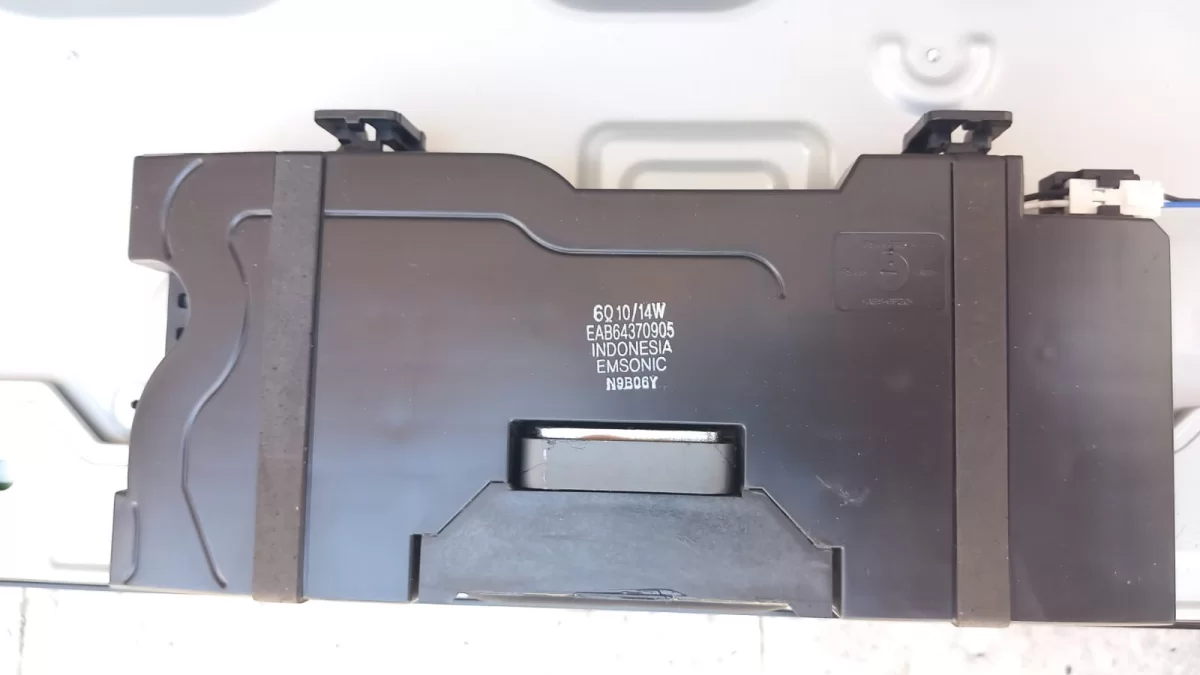 6Ω 10/14W
EAB64370905
INDONESIA
EMSONIC
N9B06Y